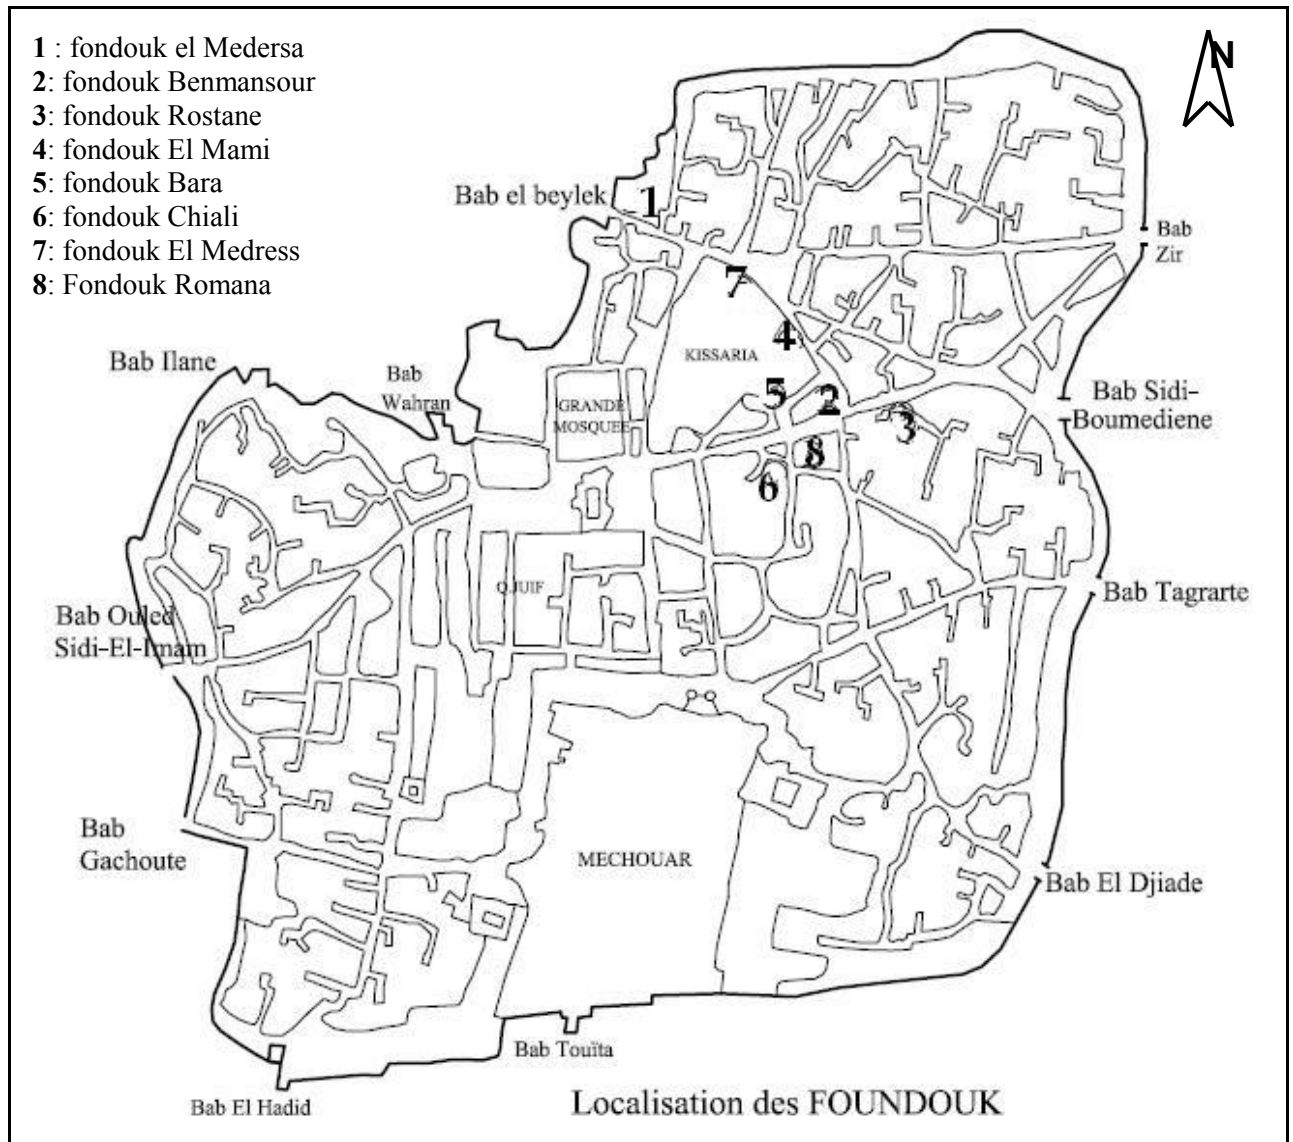 1 : fondouk el Medersa
2: fondouk Benmansour
3: fondouk Rostane
4: fondouk El Mami
5: fondouk Bara
6: fondouk Chiali
7: fondouk El Medress
8: Fondouk Romana
N
Bab el beylek
1
Bab
Zir
7
4
KISSARIA
Bab Ilane
Bab
Wahran
GRANDE
MOSQUEE
5
2
3
Bab Sidi-
Boumediene
8
6
Q.JUIF
Bab Tagrarte
Bab Ouled
Sidi-El-Imam
Bab
Gachoute
MECHOUAR
Bab El Djiade
Bab Touïta
Bab El Hadid
Localisation des FOUNDOUK